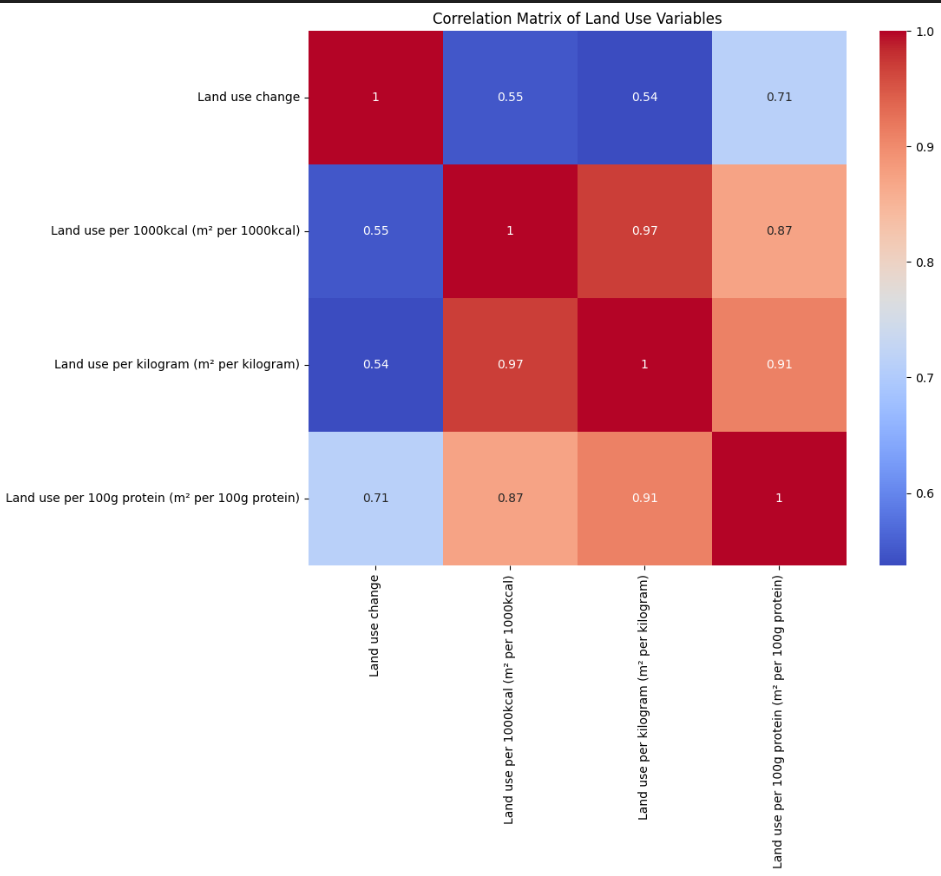 Correlation Matrix of Land Use Variables
Land use change
1
0.55
0.54
0.71
Land use per 1000kcal (m² per 1000kcal)
0.55
1
0.97
0.87
Land use per kilogram (m² per kilogram)
0.54
0.97
1
0.91
Land use per 100g protein (m² per 100g protein)
0.71
0.87
0.91
1
Land use change
Land use per 1000kcal (m² per 1000kcal)
Land use per kilogram (m² per kilogram)
Land use per 100g protein (m² per 100g protein)
1.0
0.9
0.8
0.7
0.6